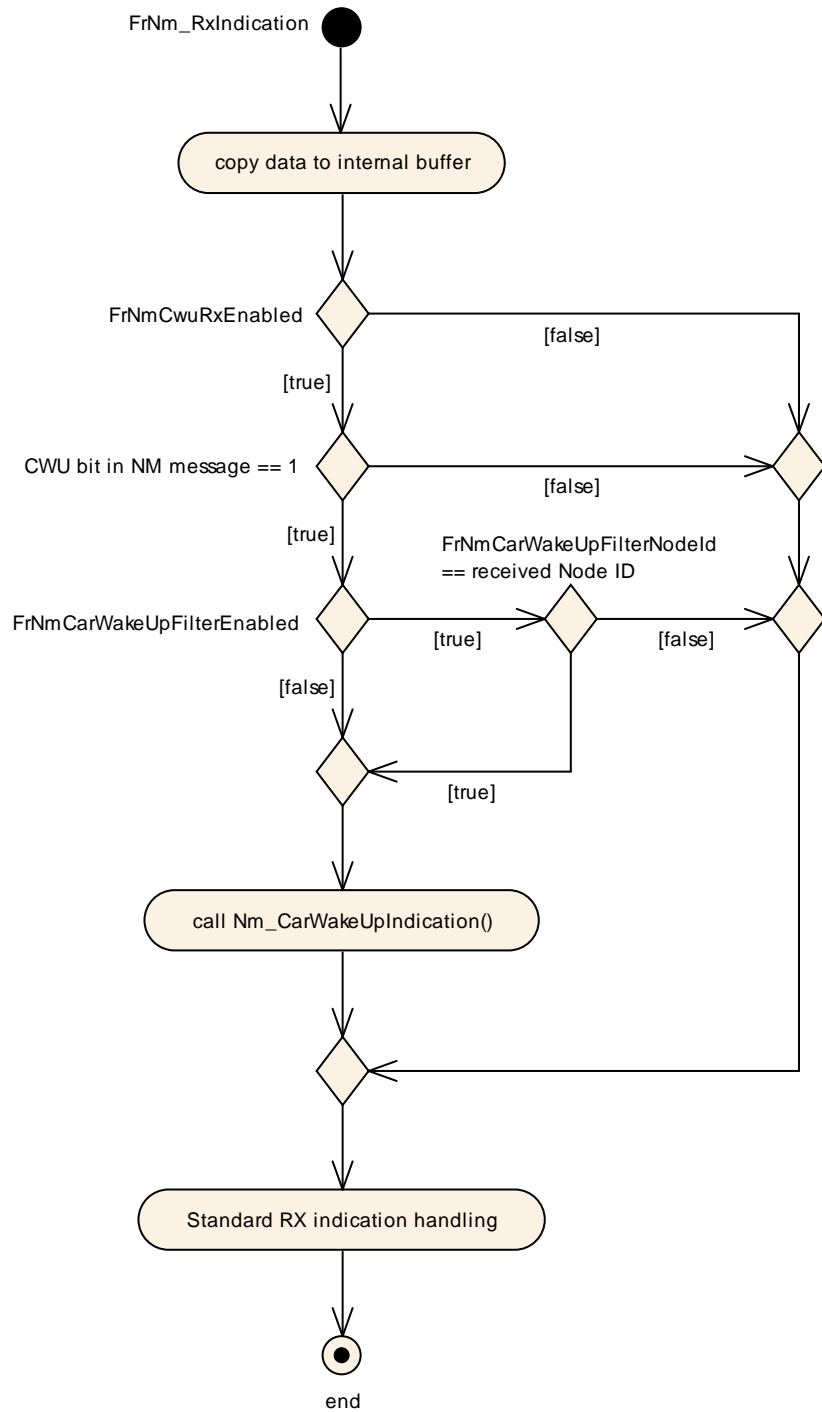 FrNm_RxIndication
copy data to internal buffer
FrNmCwuRxEnabled
[false]
[true]
CWU bit in NM message == 1
[false]
[true]
FrNmCarWakeUpFilterNodeId
== received Node ID
FrNmCarWakeUpFilterEnabled
[true]
[false]
[false]
[true]
call Nm_CarWakeUpIndication()
Standard RX indication handling
end